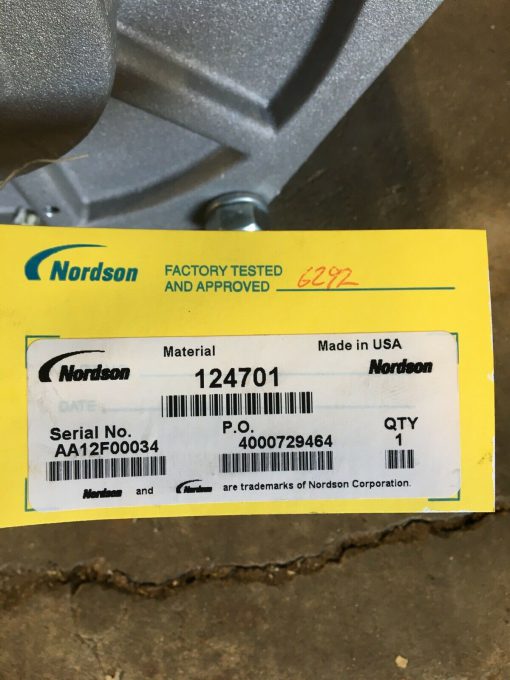 Nordson
FACTORY TESTED
AND APPROVED 6292
Material
Made in USA
Nordson
124701
Nordson
DATE
Serial No.
P.O.
QTY
AA12F00034
4000729464
1
Nordson and Nordson are trademarks of Nordson Corporation.